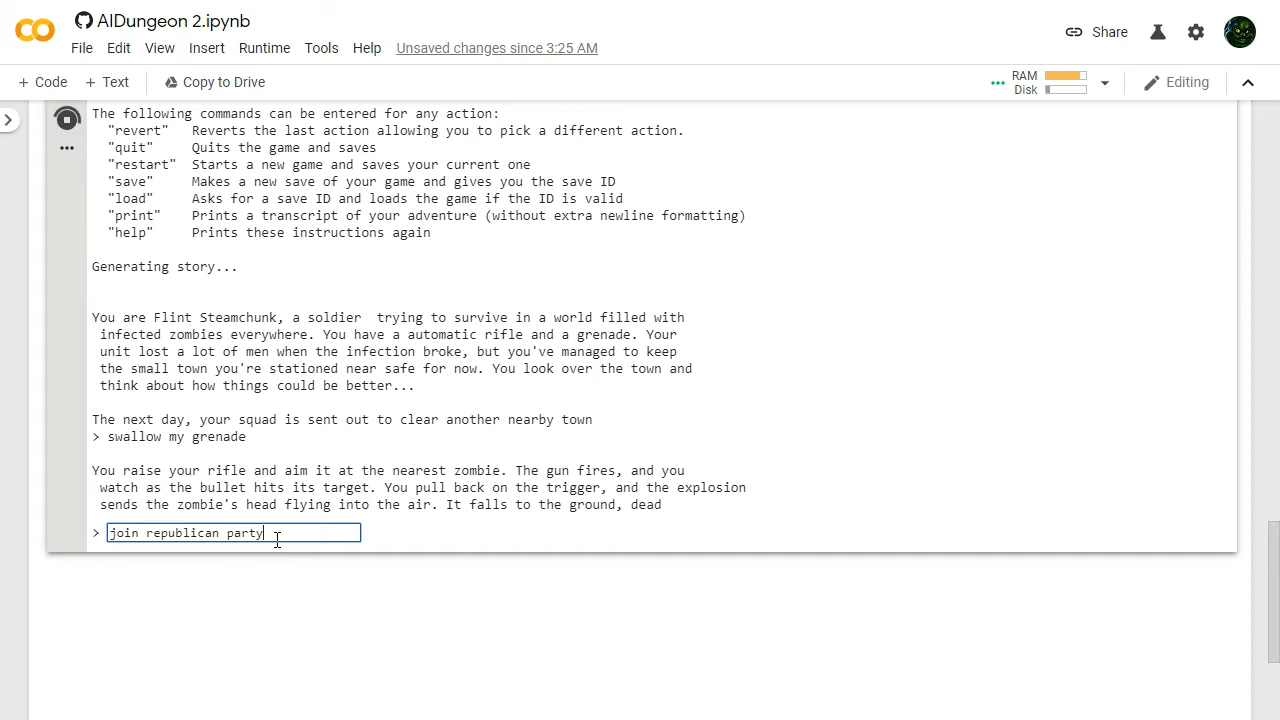 AIDungeon 2.ipynb
File Edit View Insert Runtime Tools Help Unsaved changes since 3:25 AM
Share
+ Code + Text Copy to Drive
RAM
Disk
Editing
The following commands can be entered for any action:
"revert" Reverts the last action allowing you to pick a different action.
"quit" Quits the game and saves
"restart" Starts a new game and saves your current one
"save" Makes a new save of your game and gives you the save ID
"load" Asks for a save ID and loads the game if the ID is valid
"print" Prints a transcript of your adventure (without extra newline formatting)
"help" Prints these instructions again
Generating story...
You are Flint Steamchunk, a soldier  trying to survive in a world filled with
infected zombies everywhere. You have a automatic rifle and a grenade. Your
unit lost a lot of men when the infection broke, but you've managed to keep
the small town you're stationed near safe for now. You look over the town and
think about how things could be better...
The next day, your squad is sent out to clear another nearby town
> swallow my grenade
You raise your rifle and aim it at the nearest zombie. The gun fires, and you
watch as the bullet hits its target. You pull back on the trigger, and the explosion
sends the zombie's head flying into the air. It falls to the ground, dead
> join republican party